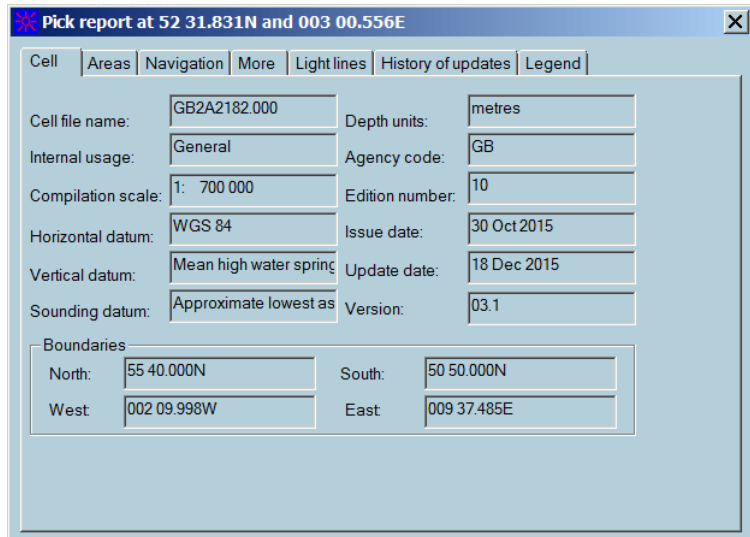 Pick report at 52 31.831N and 003 00.556E
Cell Areas Navigation More Light lines History of updates Legend
Cell file name: GB2A2182.000 Depth units: metres
Internal usage: General Agency code: GB
Compilation scale: 1: 700 000 Edition number: 10
Horizontal datum: WGS 84 Issue date: 30 Oct 2015
Vertical datum: Mean high water spring Update date: 18 Dec 2015
Sounding datum: Approximate lowest as Version: 03.1
Boundaries
North: 55 40.000N South: 50 50.000N
West: 002 09.998W East: 009 37.485E